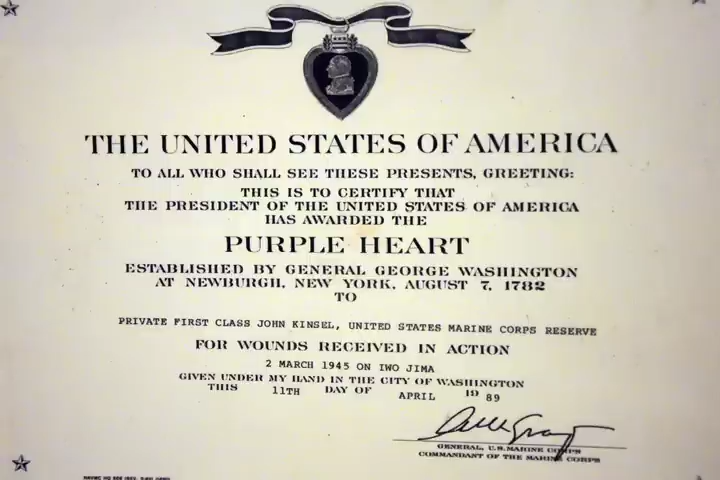 THE UNITED STATES OF AMERICA
TO ALL WHO SHALL SEE THESE PRESENTS, GREETING:
THIS IS TO CERTIFY THAT
THE PRESIDENT OF THE UNITED STATES OF AMERICA
HAS AWARDED THE
PURPLE HEART
ESTABLISHED BY GENERAL GEORGE WASHINGTON
AT NEWBURGH, NEW YORK, AUGUST 7, 1782
TO
PRIVATE FIRST CLASS JOHN KINSEL, UNITED STATES MARINE CORPS RESERVE
FOR WOUNDS RECEIVED IN ACTION
2 MARCH 1945 ON IWO JIMA
GIVEN UNDER MY HAND IN THE CITY OF WASHINGTON
THIS 11TH DAY OF APRIL 19 89
GENERAL, U.S. MARINE CORPS
COMMANDANT OF THE MARINE CORPS